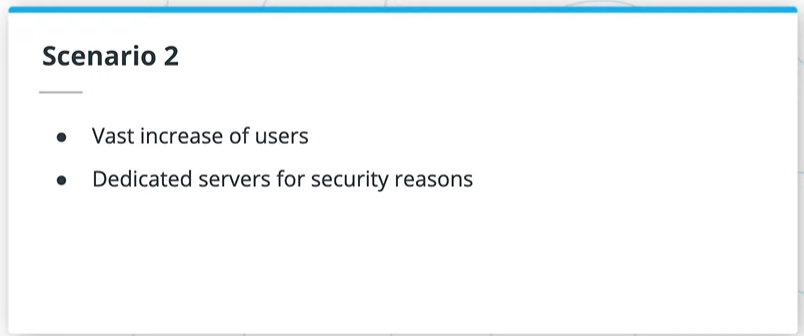 Scenario 2
● Vast increase of users
● Dedicated servers for security reasons